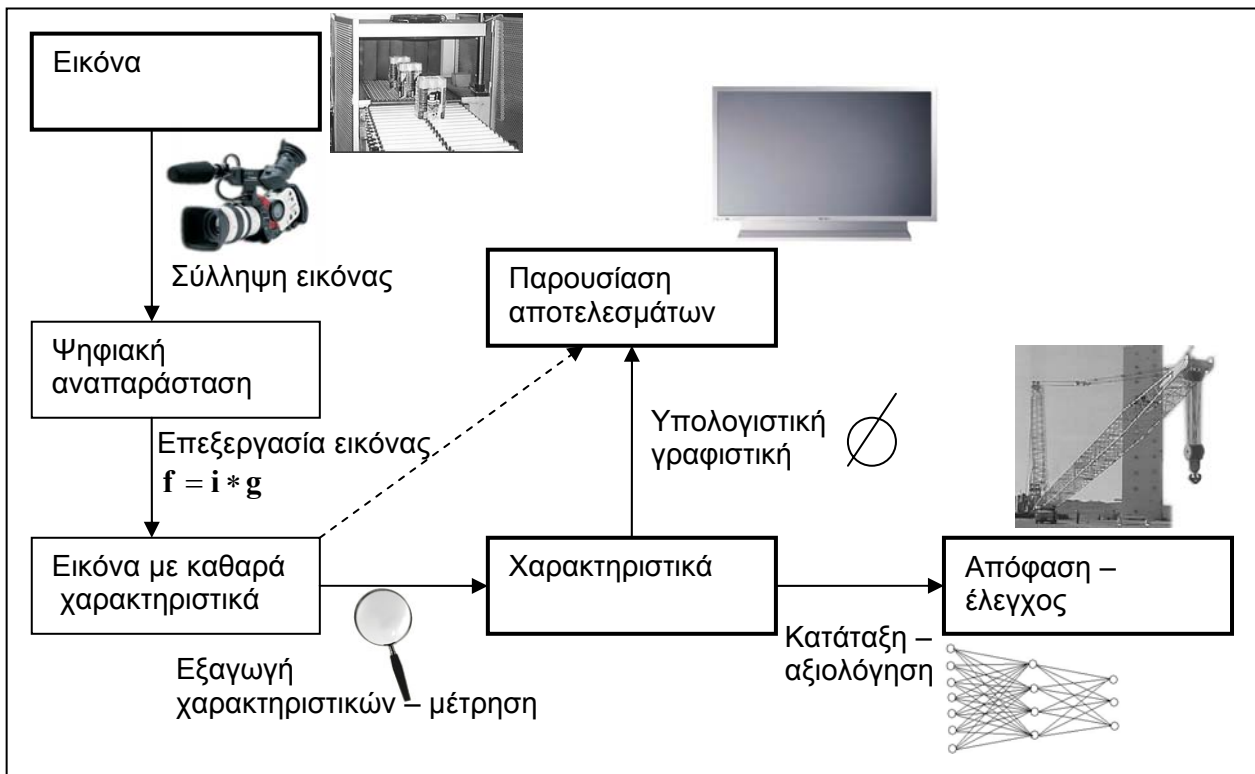 Εικόνα
Σύλληψη εικόνας
Ψηφιακή
αναπαράσταση
Επεξεργασία εικόνας
f = i * g
Εικόνα με καθαρά
χαρακτηριστικά
Εξαγωγή
χαρακτηριστικών – μέτρηση
Χαρακτηριστικά
Υπολογιστική
γραφιστική
Παρουσίαση
αποτελεσμάτων
Κατάταξη –
αξιολόγηση
Απόφαση –
έλεγχος